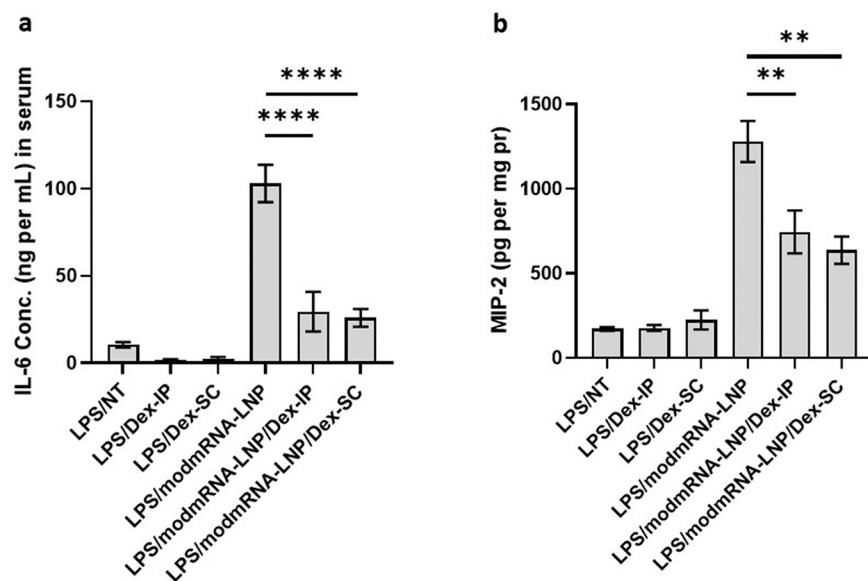 a
IL-6 Conc. (ng per mL) in serum
150
100
50
0
****
****
LPS/NT
LPS/Dex-IP
LPS/Dex-SC
LPS/modmRNA-LNP
LPS/modmRNA-LNP/Dex-IP
LPS/modmRNA-LNP/Dex-SC
b
MIP-2 (pg per mg pr)
1500
1000
500
0
**
**
LPS/NT
LPS/Dex-IP
LPS/Dex-SC
LPS/modmRNA-LNP
LPS/modmRNA-LNP/Dex-IP
LPS/modmRNA-LNP/Dex-SC